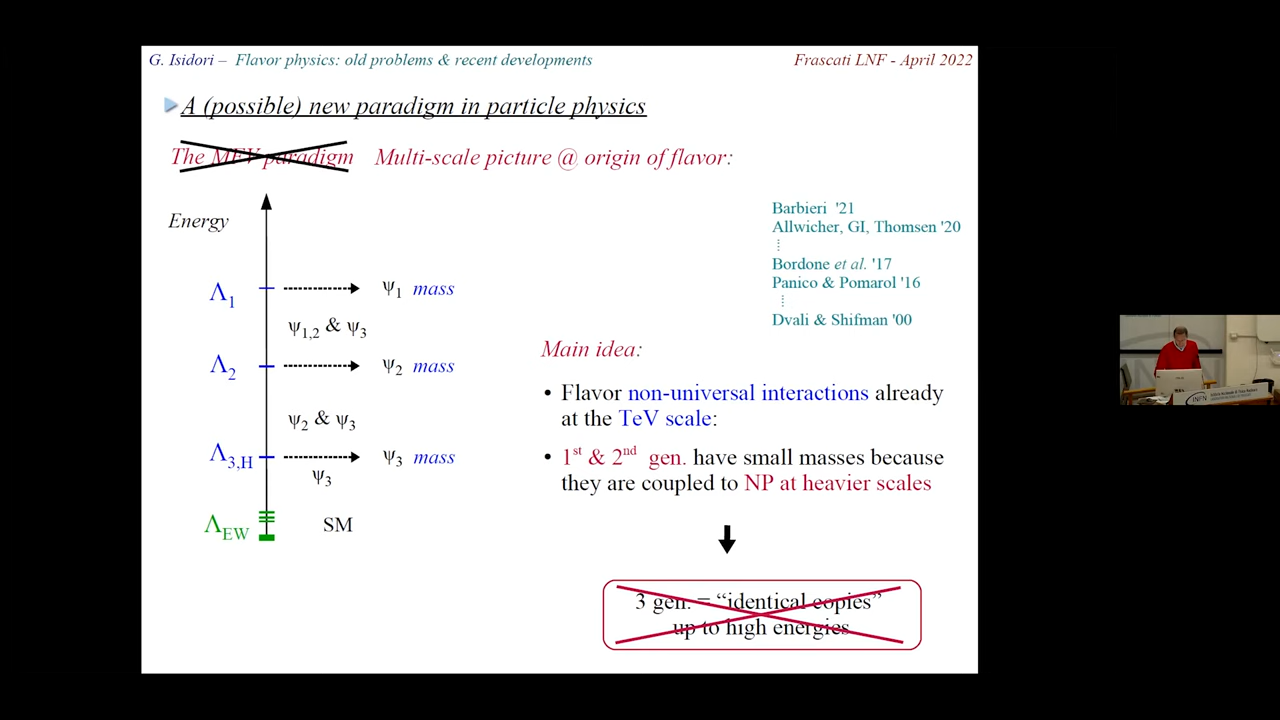 G. Isidori – Flavor physics: old problems & recent developments
Frascati LNF - April 2022
A (possible) new paradigm in particle physics
The MFV paradigm Multi-scale picture @ origin of flavor:
Energy
Barbieri '21
Allwicher, GI, Thomsen '20
⋮
Bordone et al. '17
Panico & Pomarol '16
⋮
Dvali & Shifman '00
Λ₁ ψ₁ mass
ψ₁,₂ & ψ₃
Λ₂ ψ₂ mass
ψ₂ & ψ₃
Λ₃,H ψ₃ mass
ψ₃
ΛEW SM
Main idea:
• Flavor non-universal interactions already
at the TeV scale:
• 1st & 2nd gen. have small masses because
they are coupled to NP at heavier scales
3 gen. = “identical copies”
up to high energies
INFN